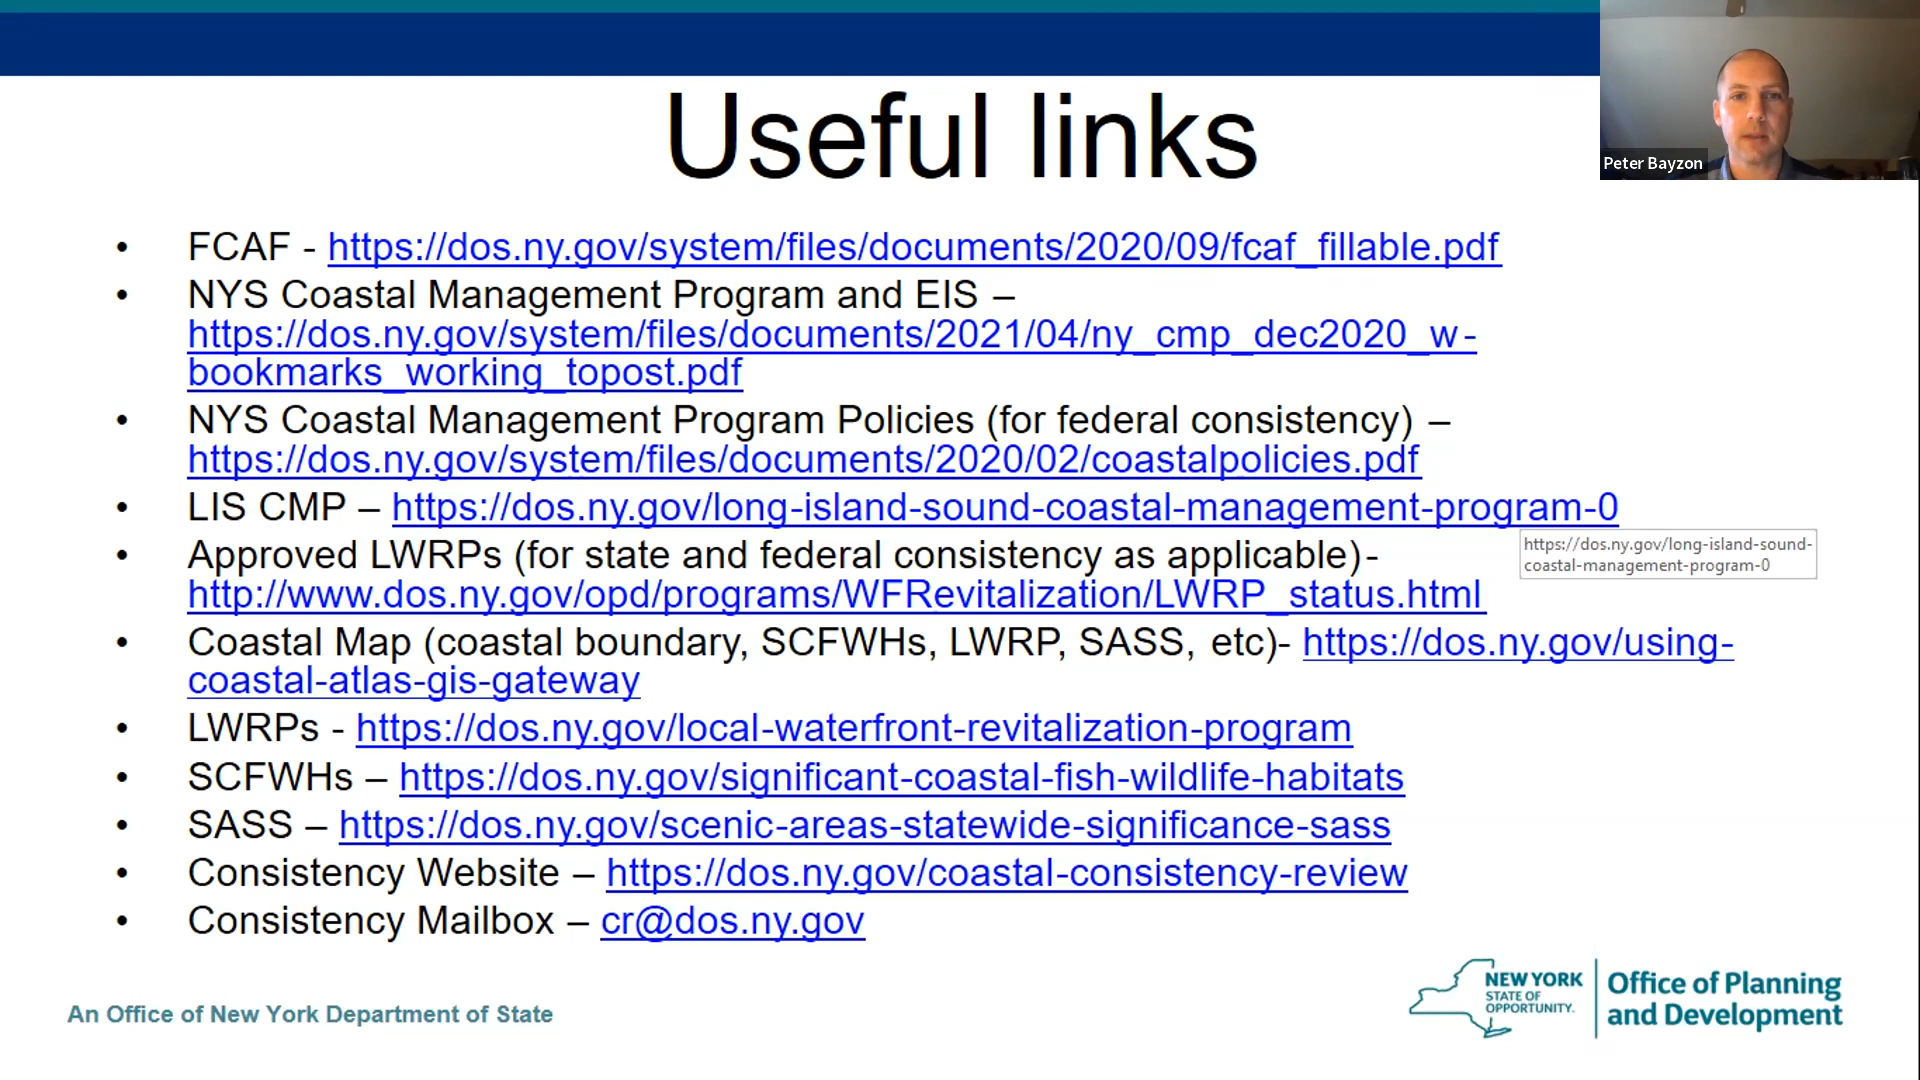 Useful links
Peter Bayzon
• FCAF - https://dos.ny.gov/system/files/documents/2020/09/fcaf_fillable.pdf
• NYS Coastal Management Program and EIS –
https://dos.ny.gov/system/files/documents/2021/04/ny_cmp_dec2020_w-
bookmarks_working_topost.pdf
• NYS Coastal Management Program Policies (for federal consistency) –
https://dos.ny.gov/system/files/documents/2020/02/coastalpolicies.pdf
• LIS CMP – https://dos.ny.gov/long-island-sound-coastal-management-program-0
https://dos.ny.gov/long-island-sound-
coastal-management-program-0
• Approved LWRPs (for state and federal consistency as applicable)-
http://www.dos.ny.gov/opd/programs/WFRevitalization/LWRP_status.html
• Coastal Map (coastal boundary, SCFWHs, LWRP, SASS, etc)- https://dos.ny.gov/using-
coastal-atlas-gis-gateway
• LWRPs - https://dos.ny.gov/local-waterfront-revitalization-program
• SCFWHs – https://dos.ny.gov/significant-coastal-fish-wildlife-habitats
• SASS – https://dos.ny.gov/scenic-areas-statewide-significance-sass
• Consistency Website – https://dos.ny.gov/coastal-consistency-review
• Consistency Mailbox – cr@dos.ny.gov
An Office of New York Department of State
NEW YORK
STATE OF
OPPORTUNITY.
Office of Planning
and Development